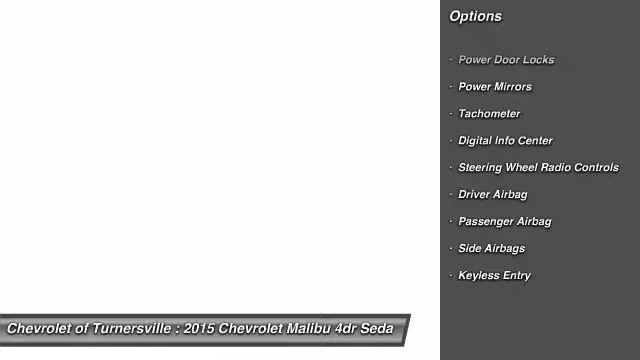 Options
· Power Door Locks
· Power Mirrors
· Tachometer
· Digital Info Center
· Steering Wheel Radio Controls
· Driver Airbag
· Passenger Airbag
· Side Airbags
· Keyless Entry
Chevrolet of Turnersville : 2015 Chevrolet Malibu 4dr Seda